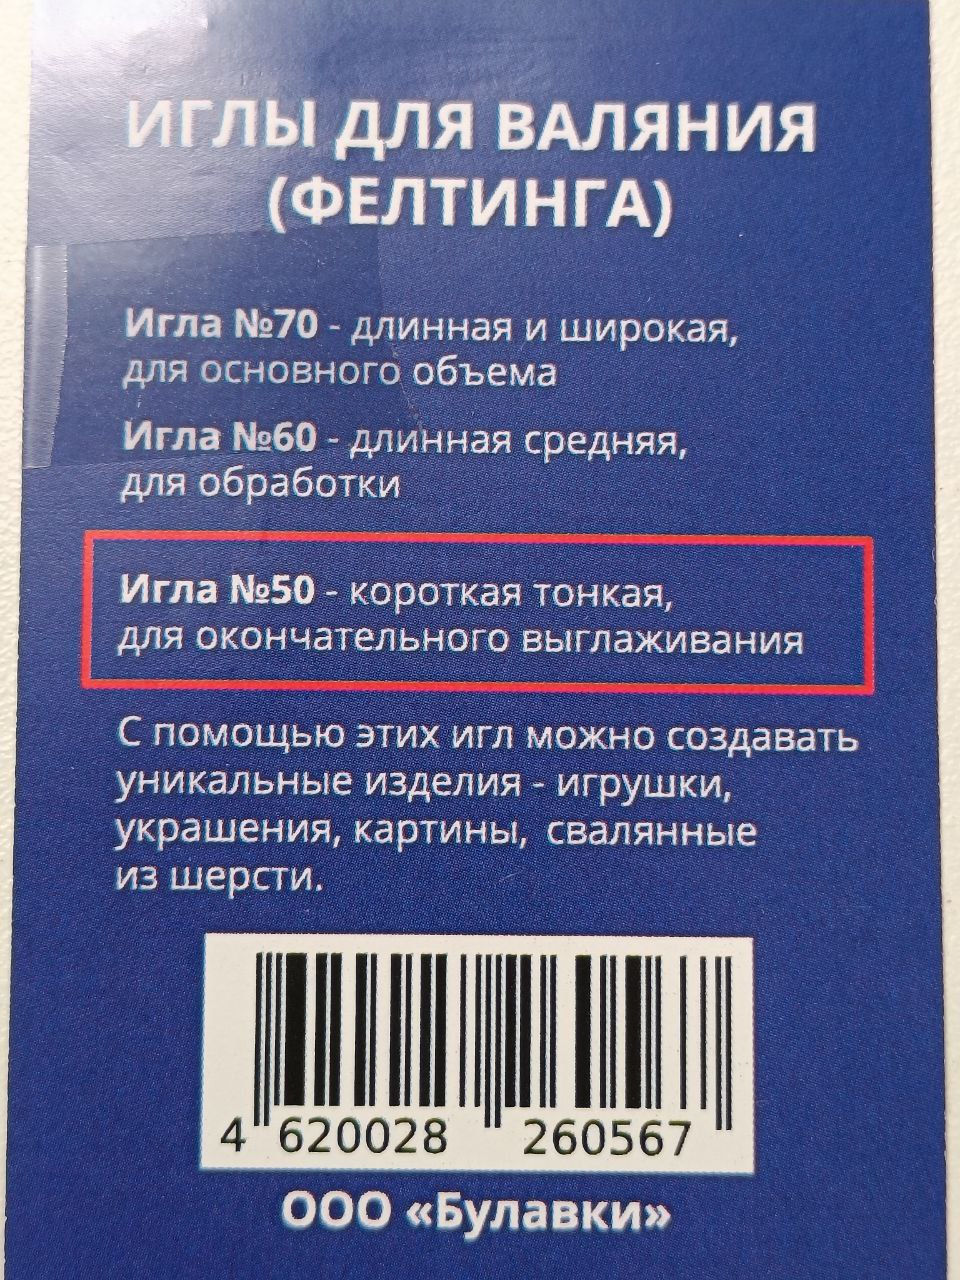 ИГЛЫ ДЛЯ ВАЛЯНИЯ
(ФЕЛТИНГА)
Игла №70 - длинная и широкая,
для основного объема
Игла №60 - длинная средняя,
для обработки
Игла №50 - короткая тонкая,
для окончательного выглаживания
С помощью этих игл можно создавать
уникальные изделия - игрушки,
украшения, картины, свалянные
из шерсти.
4 620028 260567
ООО «Булавки»